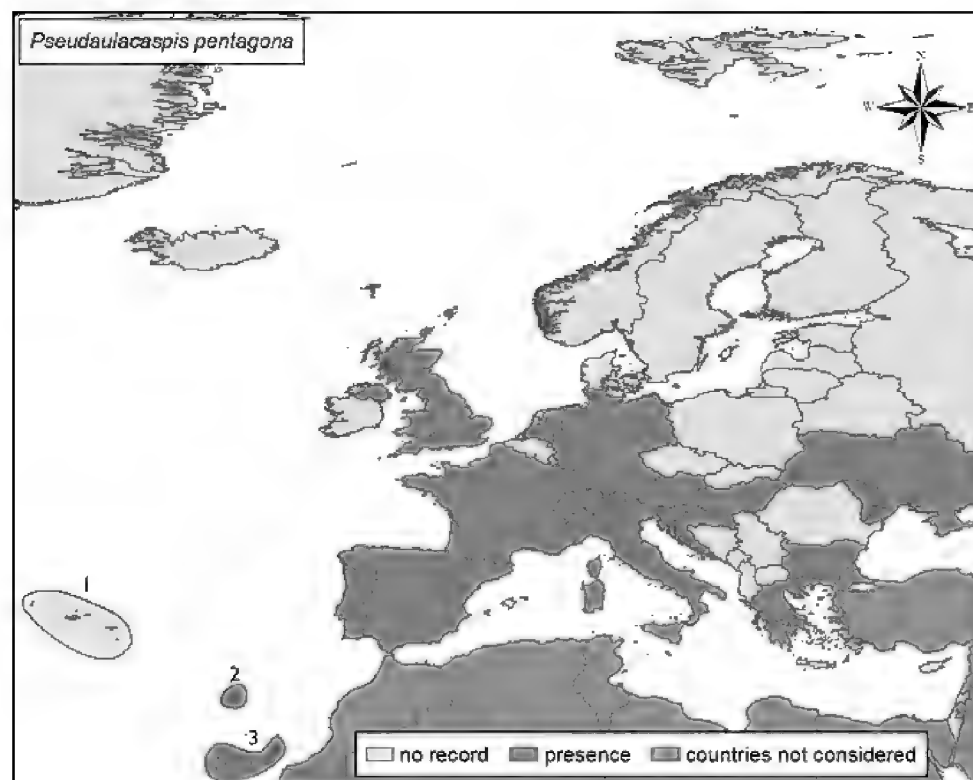 Pseudaulacaspis pentagona
N
W
E
S
1
2
3
no record presence countries not considered